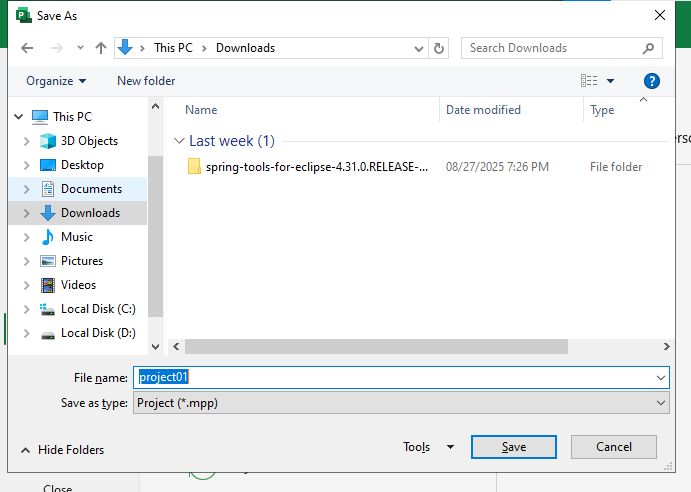 Save As
This PC > Downloads
Search Downloads
Organize
New folder
?
Name
Date modified
Type
This PC
3D Objects
Desktop
Documents
Downloads
Music
Pictures
Videos
Local Disk (C:)
Local Disk (D:)
Last week (1)
spring-tools-for-eclipse-4.31.0.RELEASE-... 08/27/2025 7:26 PM File folder
File name: project01
Save as type: Project (*.mpp)
Hide Folders
Tools
Save
Cancel
Close